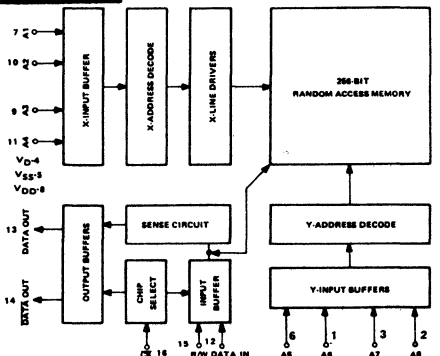 7 A1
10 A2
9 A3
11 A4
X-INPUT BUFFER
X-ADDRESS DECODE
X-LINE DRIVERS
256-BIT
RANDOM ACCESS MEMORY
VD-4
VSS-5
VDD-8
13
DATA OUT
14
DATA OUT
OUTPUT BUFFERS
SENSE CIRCUIT
CHIP
SELECT
INPUT
BUFFER
Y-ADDRESS DECODE
Y-INPUT BUFFERS
16
CE
15
R/W
12
DATA IN
6 1 3 2
A5 A6 A7 A8